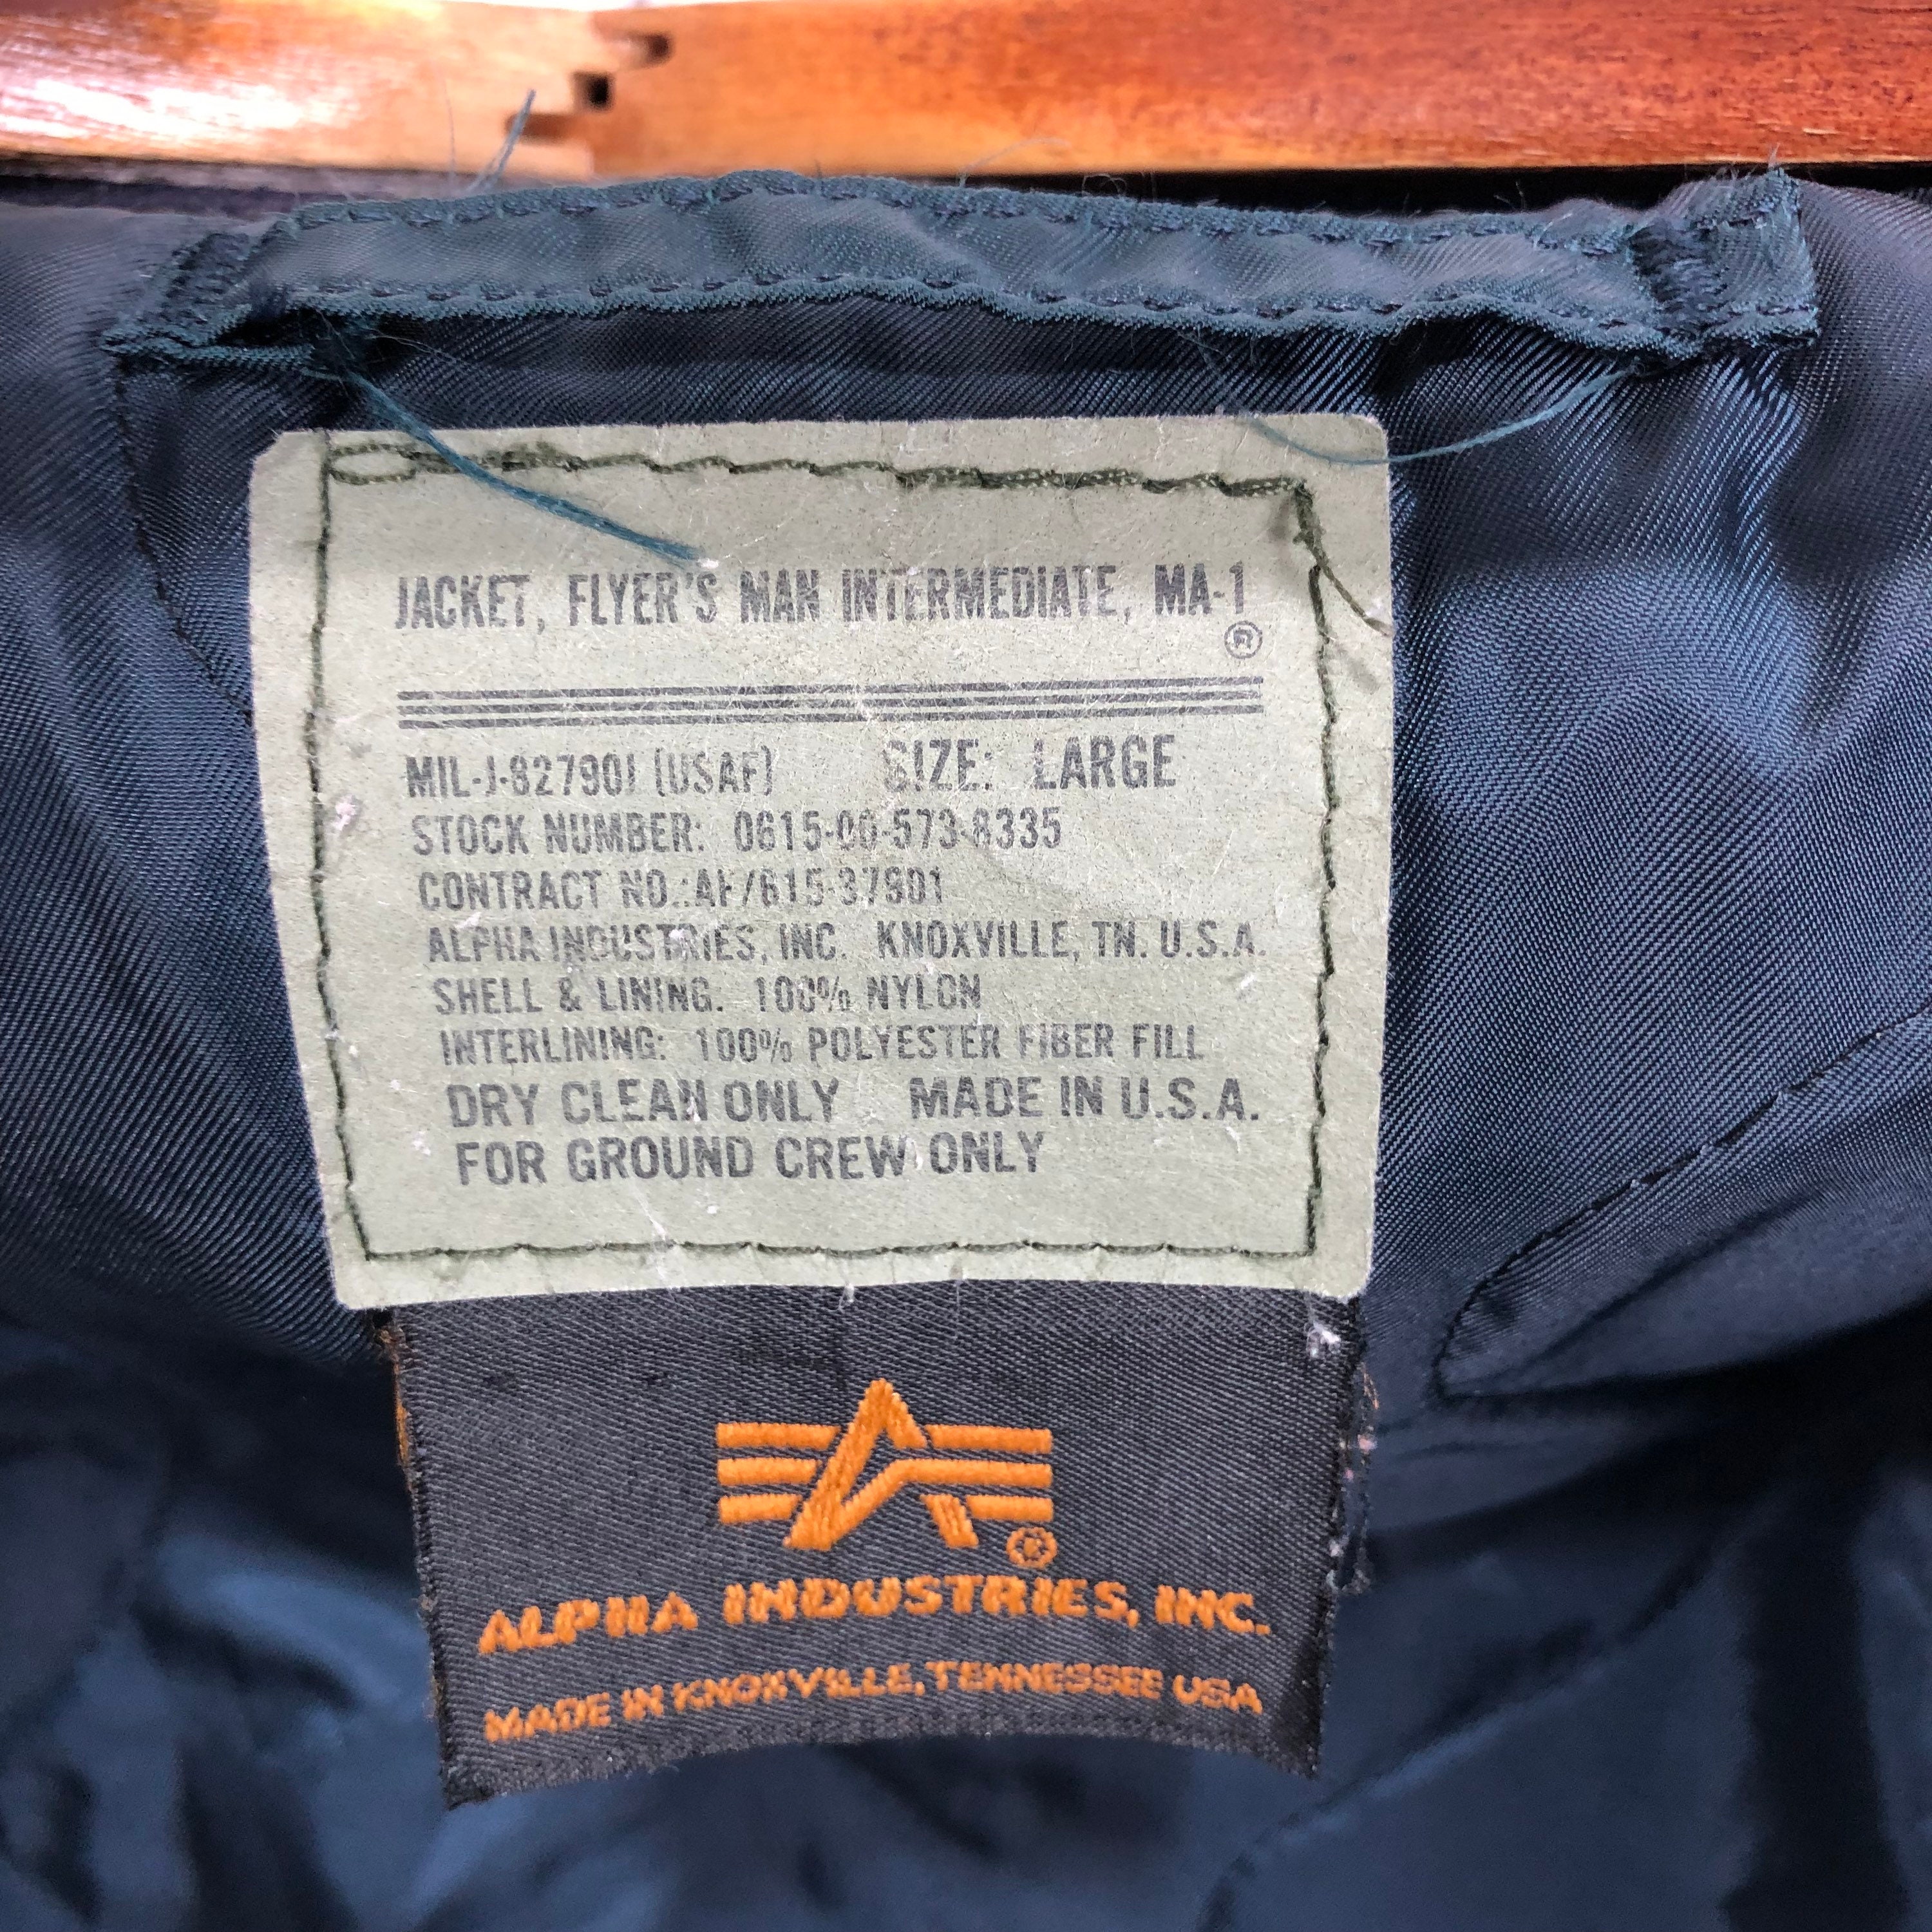 JACKET, FLYER'S MAN INTERMEDIATE, MA-1
®
MIL-J-82790I (USAF) SIZE: LARGE
STOCK NUMBER: 0615-00-573-8335
CONTRACT NO.:AF/615-37901
ALPHA INDUSTRIES, INC. KNOXVILLE, TN. U.S.A.
SHELL & LINING. 100% NYLON
INTERLINING: 100% POLYESTER FIBER FILL
DRY CLEAN ONLY MADE IN U.S.A.
FOR GROUND CREW ONLY
®
ALPHA INDUSTRIES, INC.
MADE IN KNOXVILLE, TENNESSEE USA